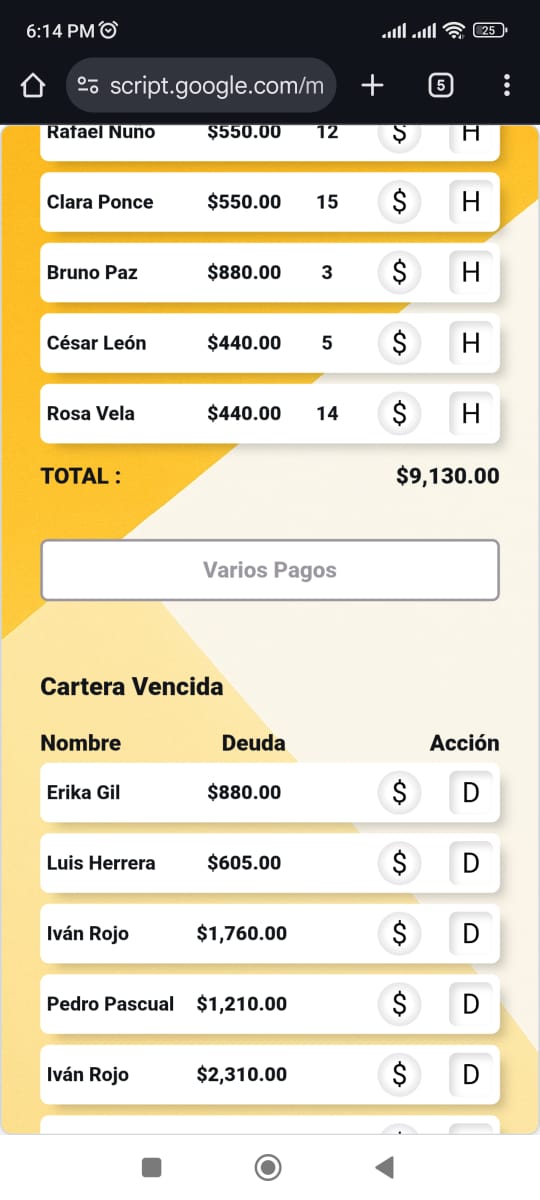 6:14 PM 25
script.google.com/m 5
Rafael Nuno $550.00 12 $ H
Clara Ponce $550.00 15 $ H
Bruno Paz $880.00 3 $ H
César León $440.00 5 $ H
Rosa Vela $440.00 14 $ H
TOTAL : $9,130.00
Varios Pagos
Cartera Vencida
Nombre Deuda Acción
Erika Gil $880.00 $ D
Luis Herrera $605.00 $ D
Iván Rojo $1,760.00 $ D
Pedro Pascual $1,210.00 $ D
Iván Rojo $2,310.00 $ D